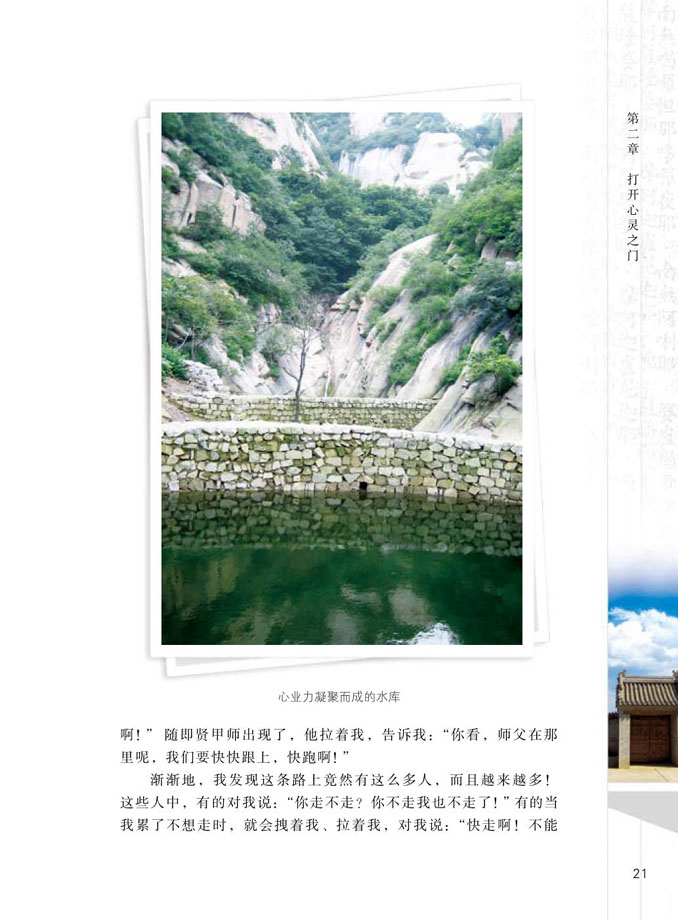 第二章 打开心灵之门
心业力凝聚而成的水库
啊！”随即贤甲师出现了，他拉着我，告诉我：“你看，师父在那
里呢，我们要快快跟上，快跑啊！”
渐渐地，我发现这条路上竟然有这么多人，而且越来越多！
这些人中，有的对我说：“你走不走？你不走我也不走了！”有的当
我累了不想走时，就会拽着我、拉着我，对我说：“快走啊！不能
21